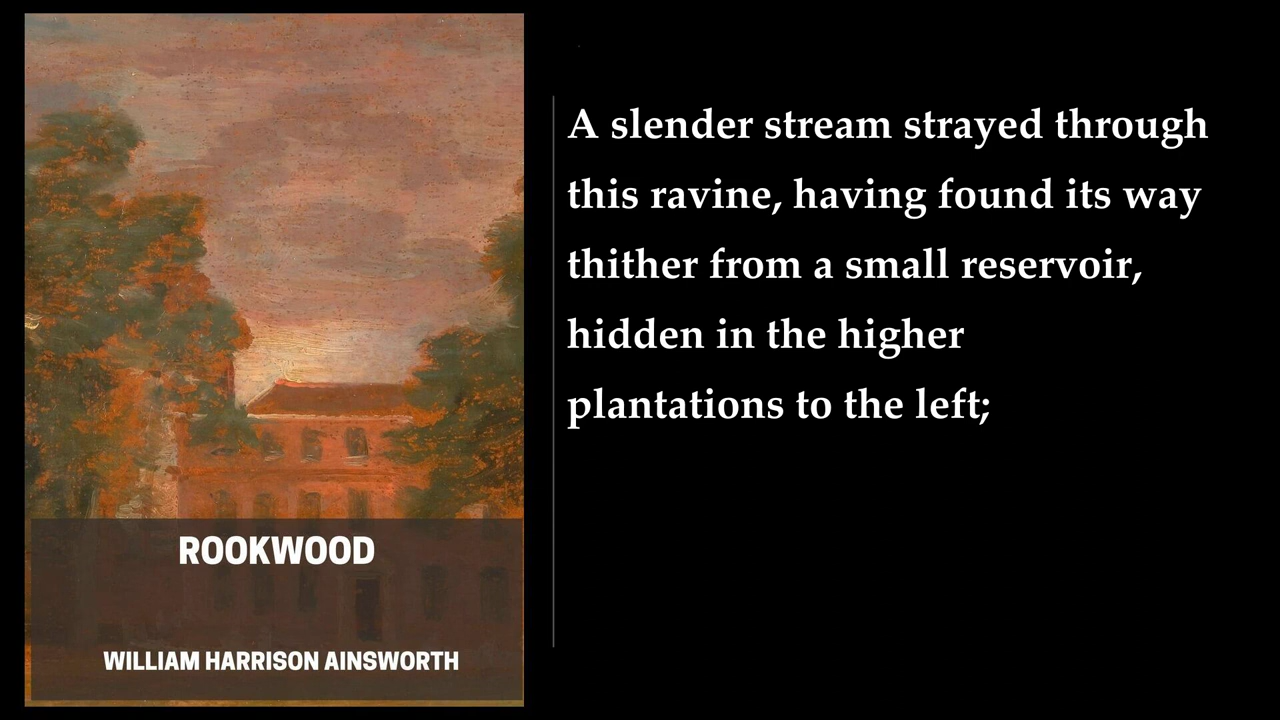 ROOKWOOD
WILLIAM HARRISON AINSWORTH
A slender stream strayed through
this ravine, having found its way
thither from a small reservoir,
hidden in the higher
plantations to the left;